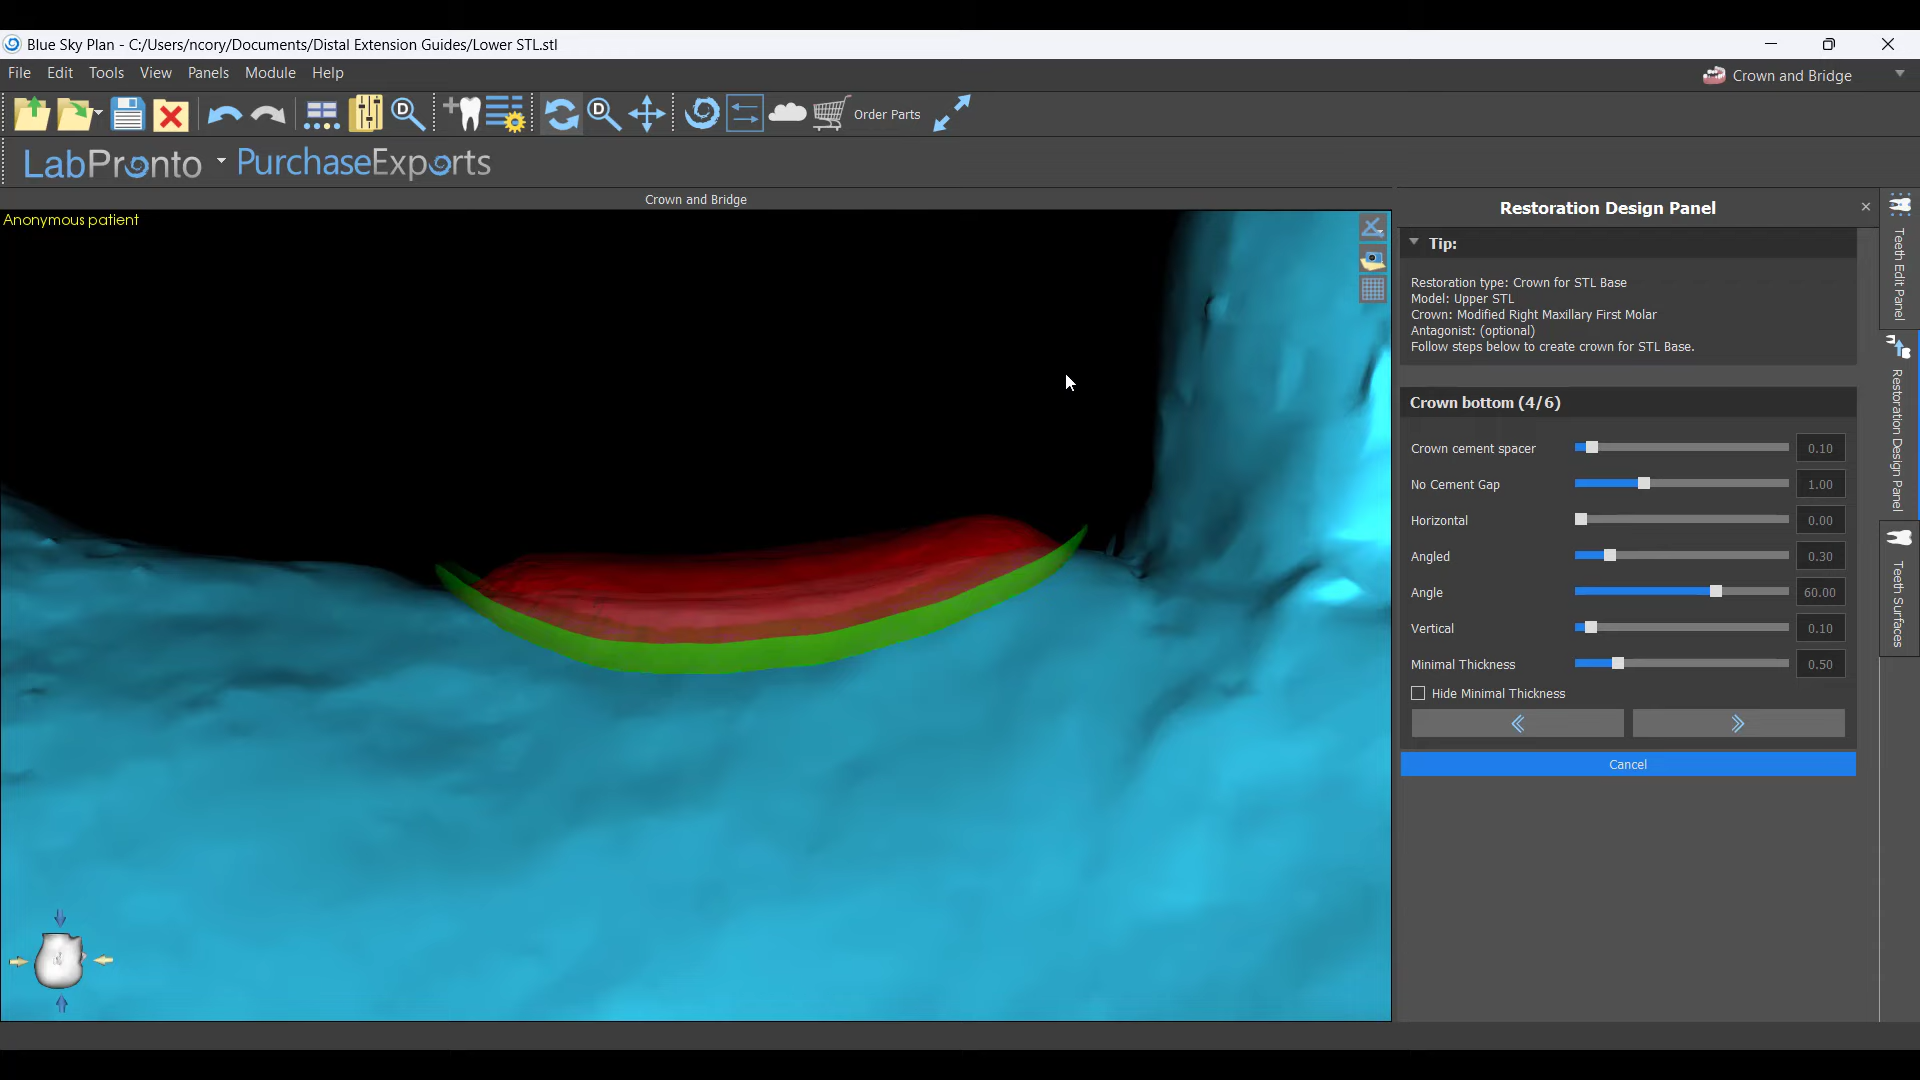 Blue Sky Plan - C:/Users/ncory/Documents/Distal Extension Guides/Lower STL.stl
File Edit Tools View Panels Module Help
Crown and Bridge
Order Parts
LabPronto PurchaseExports
Crown and Bridge
Anonymous patient
Restoration Design Panel
Tip:
Restoration type: Crown for STL Base
Model: Upper STL
Crown: Modified Right Maxillary First Molar
Antagonist: (optional)
Follow steps below to create crown for STL Base.
Crown bottom (4/6)
Crown cement spacer 0.10
No Cement Gap 1.00
Horizontal 0.00
Angled 0.30
Angle 60.00
Vertical 0.10
Minimal Thickness 0.50
Hide Minimal Thickness
Cancel
Teeth Edit Panel
Restoration Design Panel
Teeth Surfaces